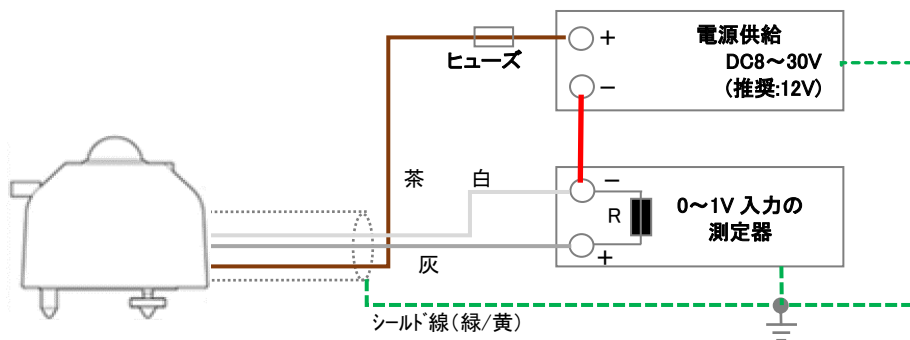 ＋
電源供給
DC8～30V
(推奨:12V)
ヒューズ
－
茶
白
－
R
0～1V 入力の
測定器
＋
灰
ｼｰﾙﾄﾞ線(緑/黄)